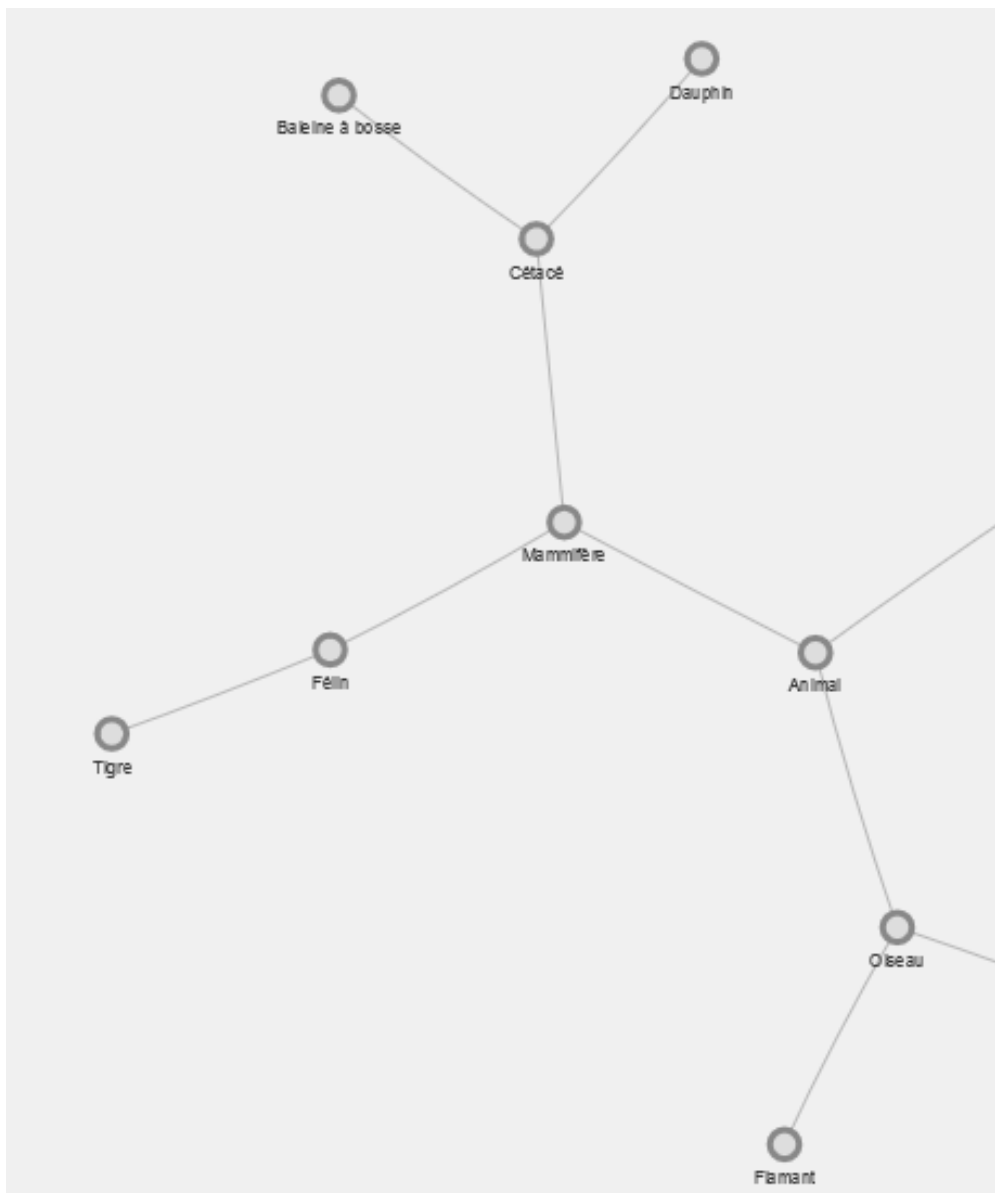 Dauphin
Baleine à bosse
Cétacé
Mammifère
Félin
Animal
Tigre
Oiseau
Flamant